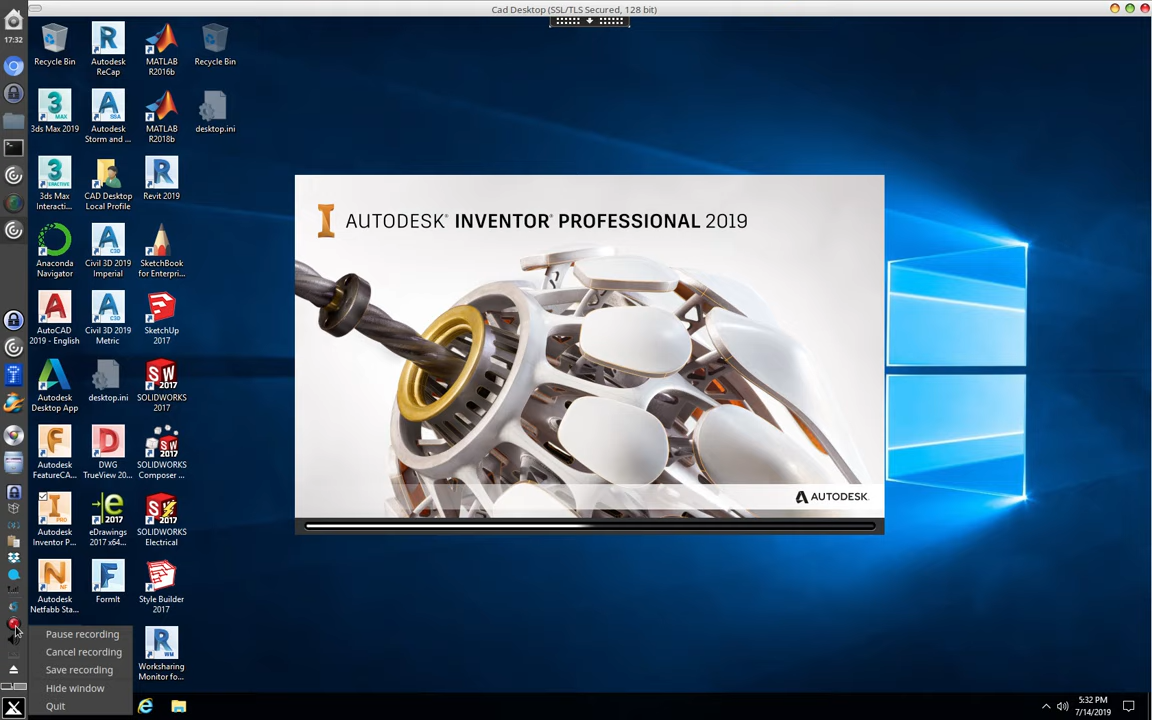 Cad Desktop (SSL/TLS Secured, 128 bit)
17:32
Recycle Bin
Autodesk
ReCap
MATLAB
R2016b
Recycle Bin
3ds Max 2019
Autodesk
Storm and ...
MATLAB
R2018b
desktop.ini
3ds Max
Interacti...
CAD Desktop
Local Profile
Revit 2019
Anaconda
Navigator
Civil 3D 2019
Imperial
SketchBook
for Enterpri...
AutoCAD
2019 - English
Civil 3D 2019
Metric
SketchUp
2017
Autodesk
Desktop App
desktop.ini
SOLIDWORKS
2017
Autodesk
FeatureCA...
DWG
TrueView 20...
SOLIDWORKS
Composer ...
Autodesk
Inventor P...
eDrawings
2017 x64...
SOLIDWORKS
Electrical
Autodesk
Netfabb Sta...
FormIt
Style Builder
2017
Worksharing
Monitor fo...
AUTODESK® INVENTOR® PROFESSIONAL 2019
AUTODESK.
Pause recording
Cancel recording
Save recording
Hide window
Quit
5:32 PM
7/14/2019